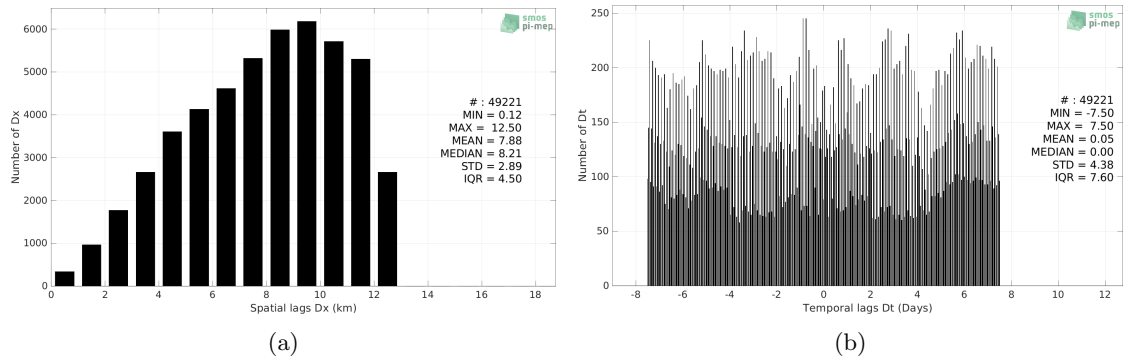 smos
pi-mep
6000
5000
4000
3000
2000
1000
0
Number of Dx
# : 49221
MIN = 0.12
MAX = 12.50
MEAN = 7.88
MEDIAN = 8.21
STD = 2.89
IQR = 4.50
0 2 4 6 8 10 12 14 16 18
Spatial lags Dx (km)
(a)
smos
pi-mep
250
200
150
100
50
0
Number of Dt
# : 49221
MIN = -7.50
MAX = 7.50
MEAN = 0.05
MEDIAN = 0.00
STD = 4.38
IQR = 7.60
-8 -6 -4 -2 0 2 4 6 8 10 12
Temporal lags Dt (Days)
(b)